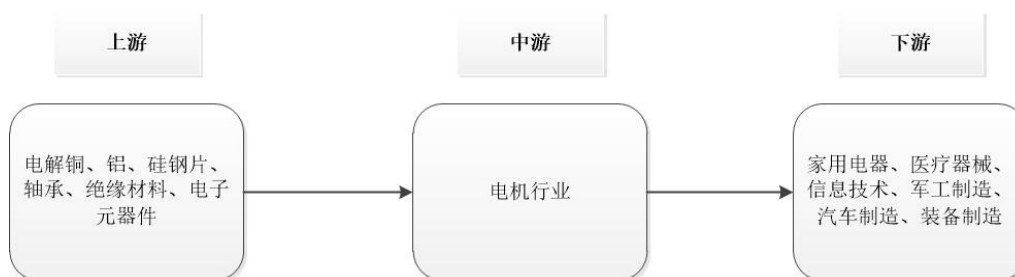 上游
中游
下游
电解铜、铝、硅钢片、
轴承、绝缘材料、电子
元器件
电机行业
家用电器、医疗器械、
信息技术、军工制造、
汽车制造、装备制造